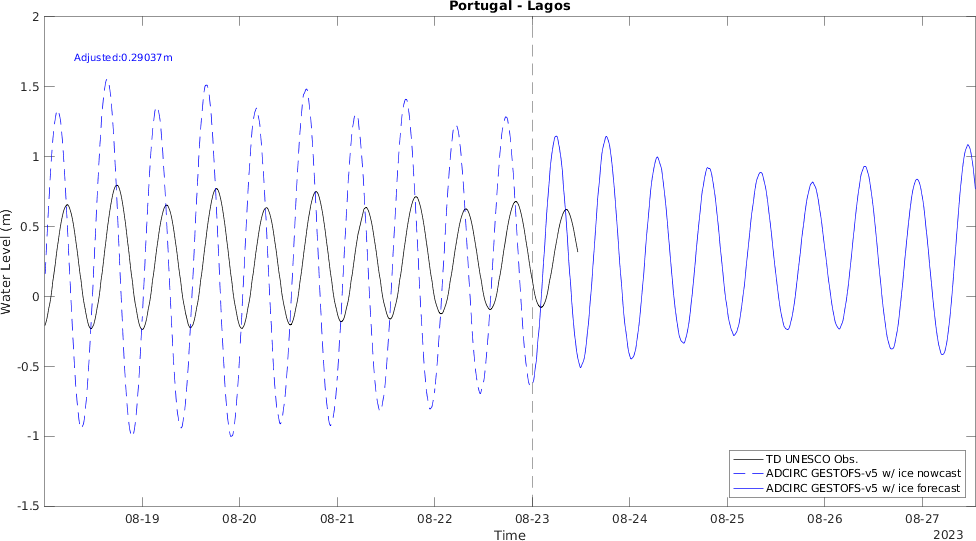 Portugal - Lagos
Adjusted:0.29037m
Water Level (m)
2
1.5
1
0.5
0
-0.5
-1
-1.5
TD UNESCO Obs.
ADCIRC GESTOFS-v5 w/ ice nowcast
ADCIRC GESTOFS-v5 w/ ice forecast
08-19 08-20 08-21 08-22 08-23 08-24 08-25 08-26 08-27
Time
2023